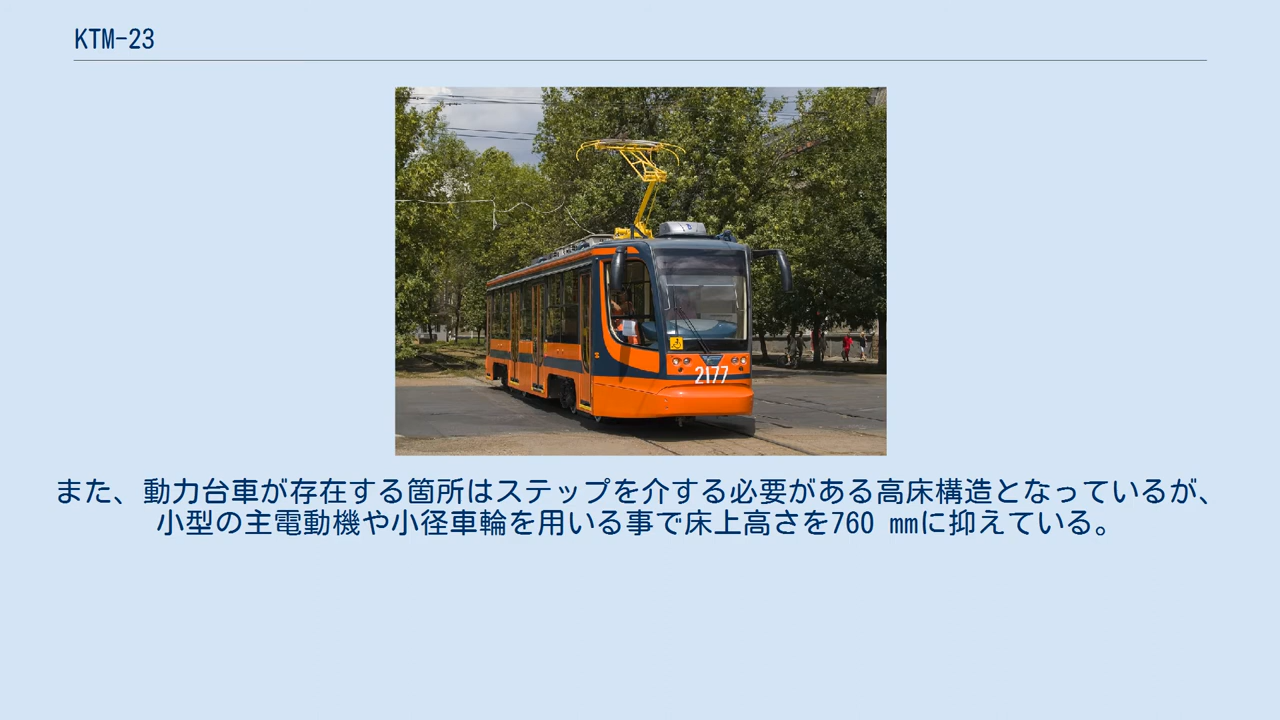 KTM-23
2177
また、動力台車が存在する箇所はステップを介する必要がある高床構造となっているが、
小型の主電動機や小径車輪を用いる事で床上高さを760 mmに抑えている。